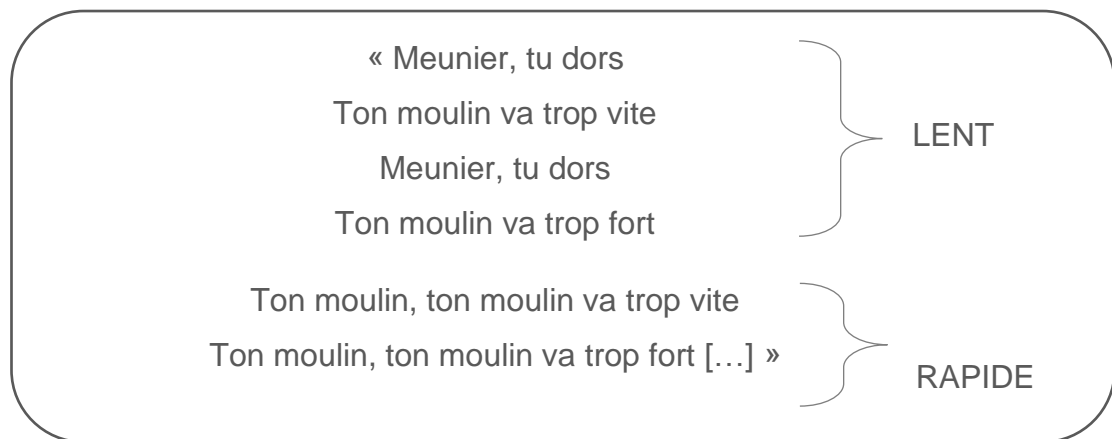 « Meunier, tu dors
Ton moulin va trop vite
Meunier, tu dors
Ton moulin va trop fort
LENT
Ton moulin, ton moulin va trop vite
Ton moulin, ton moulin va trop fort […] »
RAPIDE